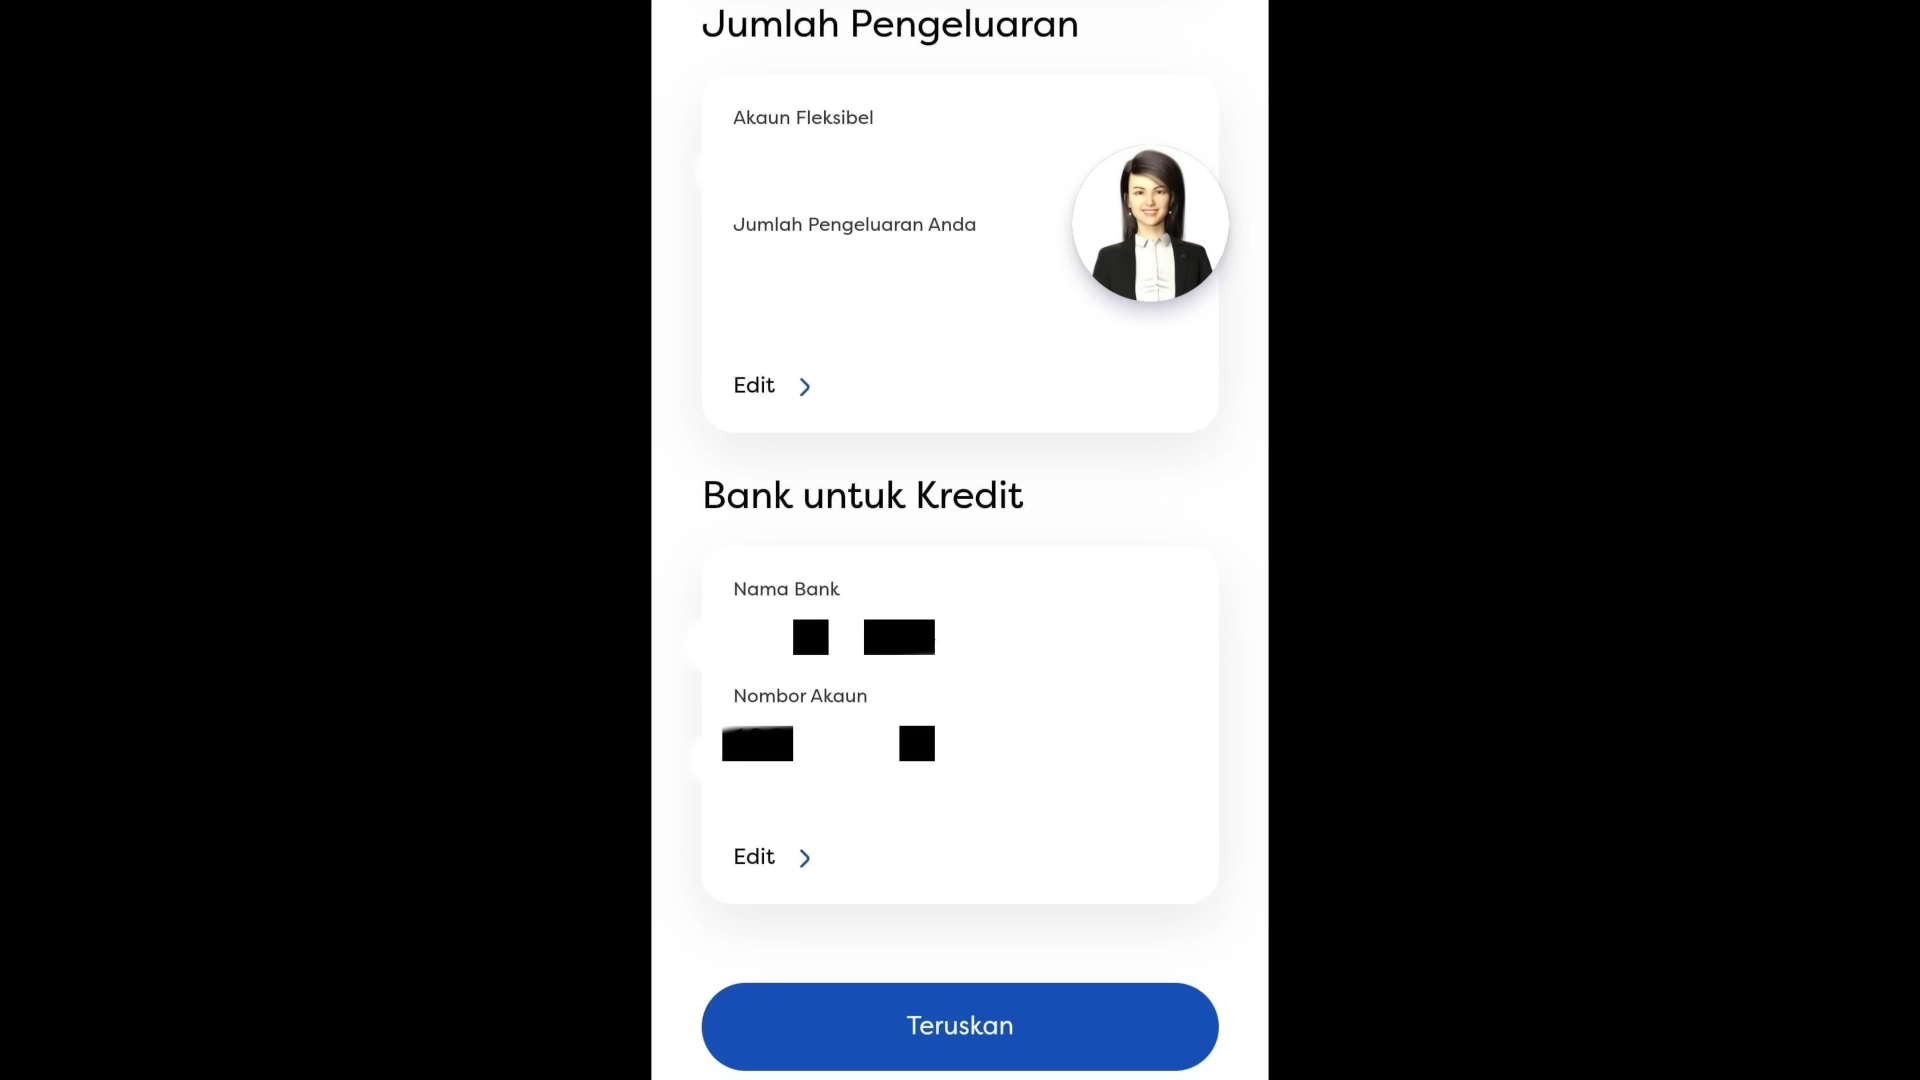 Jumlah Pengeluaran
Akaun Fleksibel
Jumlah Pengeluaran Anda
Edit
Bank untuk Kredit
Nama Bank
Nombor Akaun
Edit
Teruskan